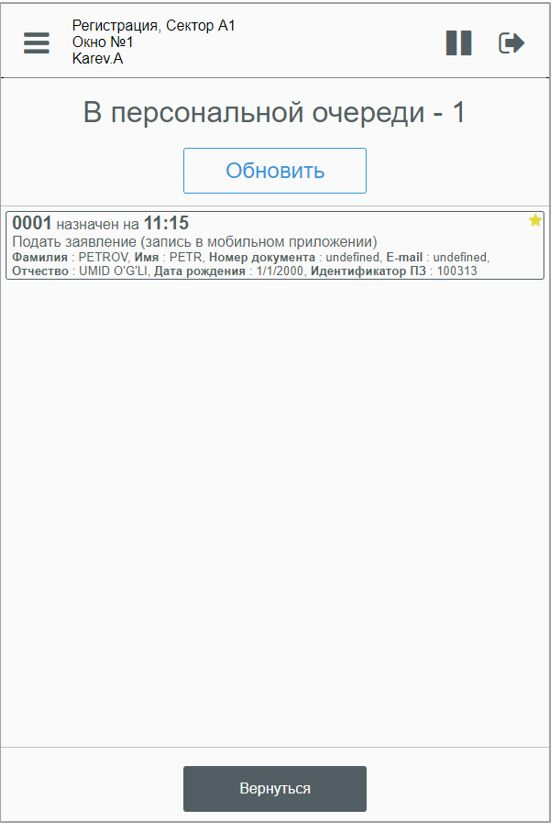 Регистрация, Сектор А1
Окно №1
Karev.A
В персональной очереди - 1
Обновить
0001 назначен на 11:15
Подать заявление (запись в мобильном приложении)
Фамилия : PETROV, Имя : PETR, Номер документа : undefined, E-mail : undefined,
Отчество : UMID O'G'LI, Дата рождения : 1/1/2000, Идентификатор ПЗ : 100313
Вернуться